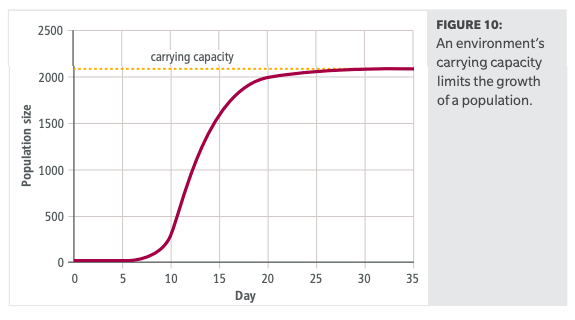 2500
2000
1500
1000
500
0
Population size
carrying capacity
0 5 10 15 20 25 30 35
Day
FIGURE 10:
An environment's
carrying capacity
limits the growth
of a population.